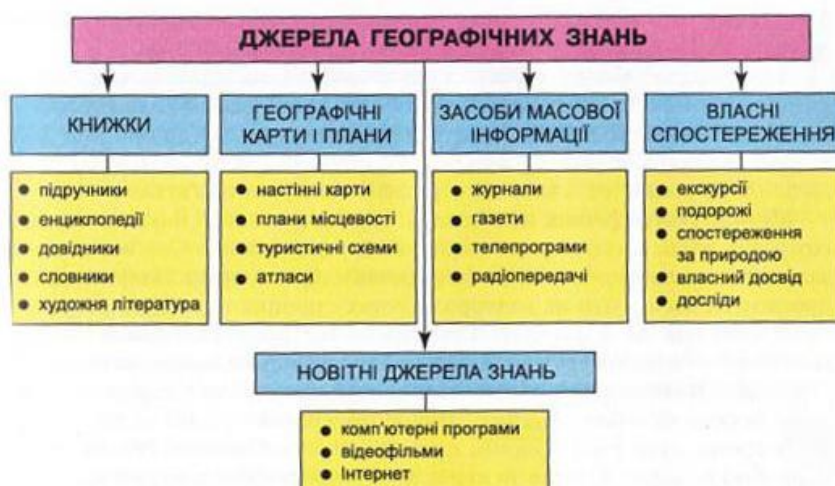 ДЖЕРЕЛА ГЕОГРАФІЧНИХ ЗНАНЬ
КНИЖКИ
• підручники
• енциклопедії
• довідники
• словники
• художня література
ГЕОГРАФІЧНІ
КАРТИ І ПЛАНИ
• настінні карти
• плани місцевості
• туристичні схеми
• атласи
ЗАСОБИ МАСОВОЇ
ІНФОРМАЦІЇ
• журнали
• газети
• телепрограми
• радіопередачі
ВЛАСНІ
СПОСТЕРЕЖЕННЯ
• екскурсії
• подорожі
• спостереження
за природою
• власний досвід
• досліди
НОВІТНІ ДЖЕРЕЛА ЗНАНЬ
• комп'ютерні програми
• відеофільми
• Інтернет